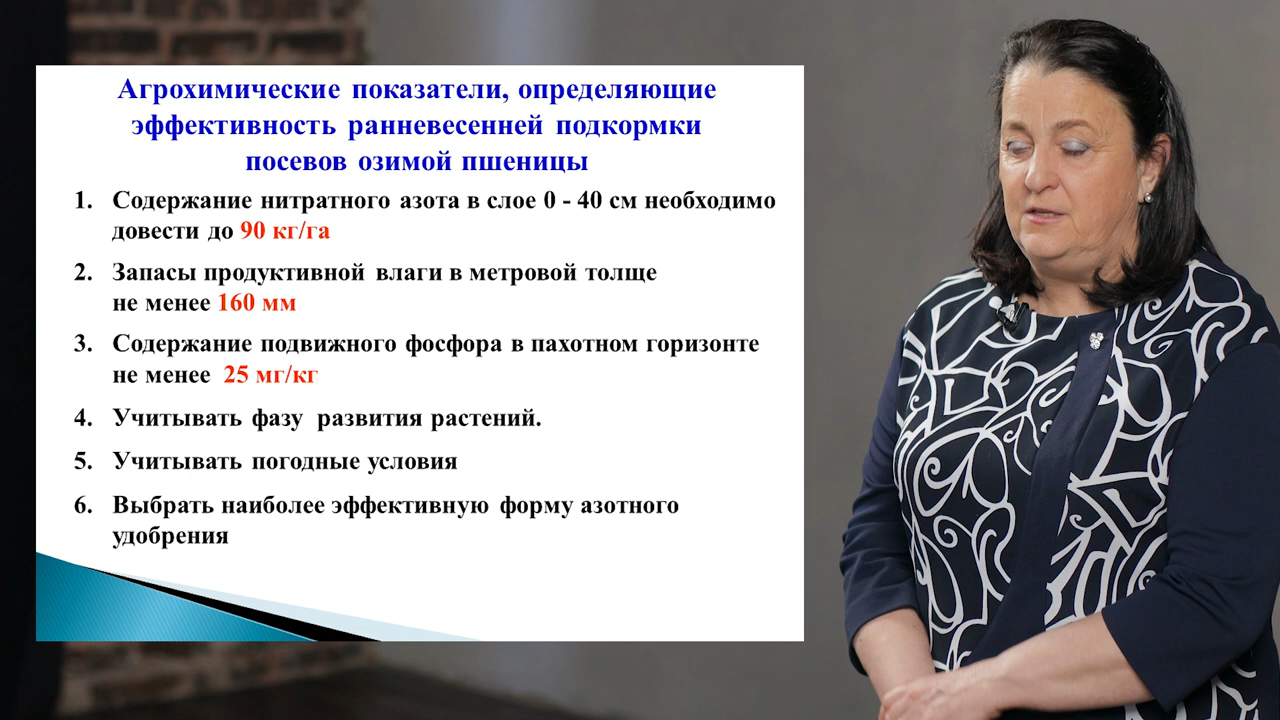 Агрохимические показатели, определяющие
эффективность ранневесенней подкормки
посевов озимой пшеницы
1. Содержание нитратного азота в слое 0 - 40 см необходимо
довести до 90 кг/га
2. Запасы продуктивной влаги в метровой толще
не менее 160 мм
3. Содержание подвижного фосфора в пахотном горизонте
не менее 25 мг/кг
4. Учитывать фазу развития растений.
5. Учитывать погодные условия
6. Выбрать наиболее эффективную форму азотного
удобрения